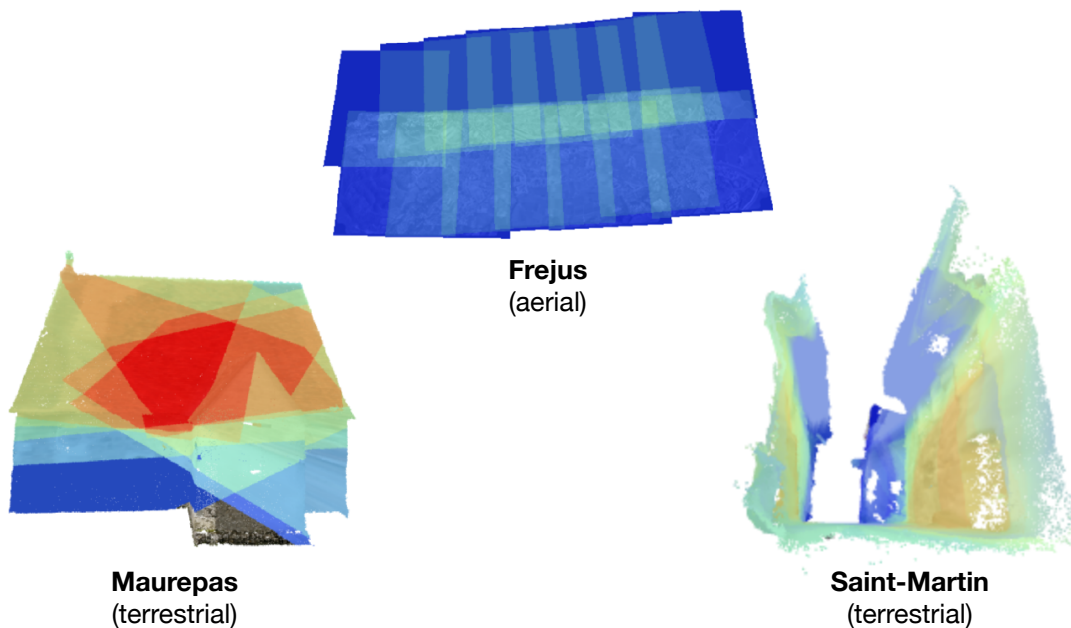 Frejus
(aerial)
Maurepas
(terrestrial)
Saint-Martin
(terrestrial)